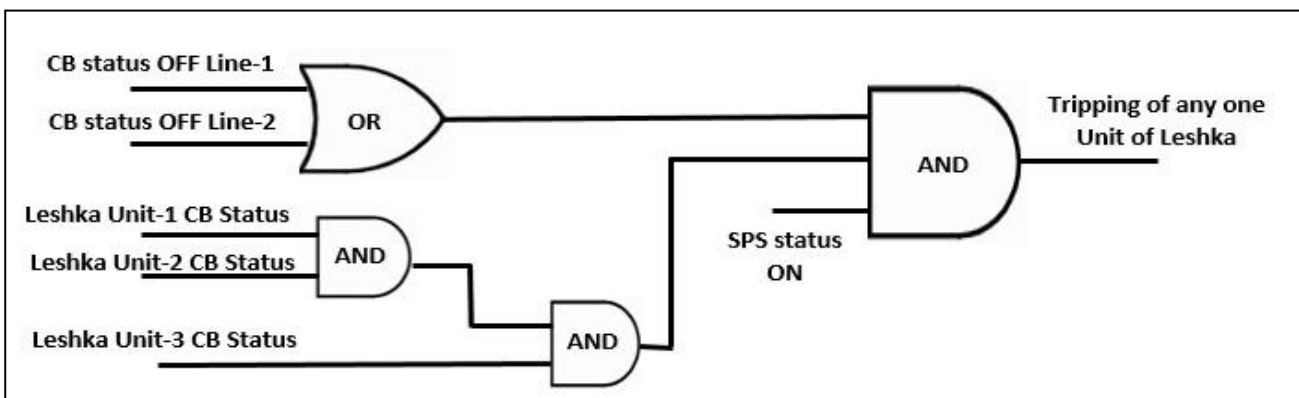 CB status OFF Line-1
CB status OFF Line-2
OR
Tripping of any one
Unit of Leshka
AND
Leshka Unit-1 CB Status
Leshka Unit-2 CB Status
AND
SPS status
ON
Leshka Unit-3 CB Status
AND